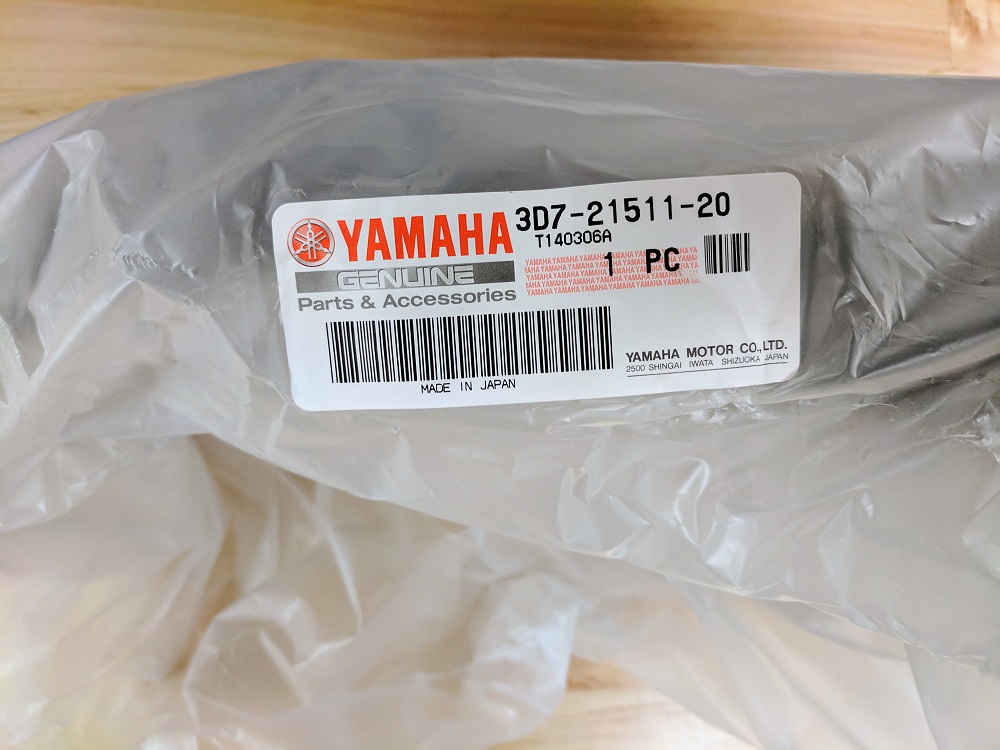 YAMAHA
GENUINE
Parts & Accessories
3D7-21511-20
T140306A
1 PC
MADE IN JAPAN
YAMAHA MOTOR CO.,LTD.
2500 SHINGAI IWATA SHIZUOKA JAPAN